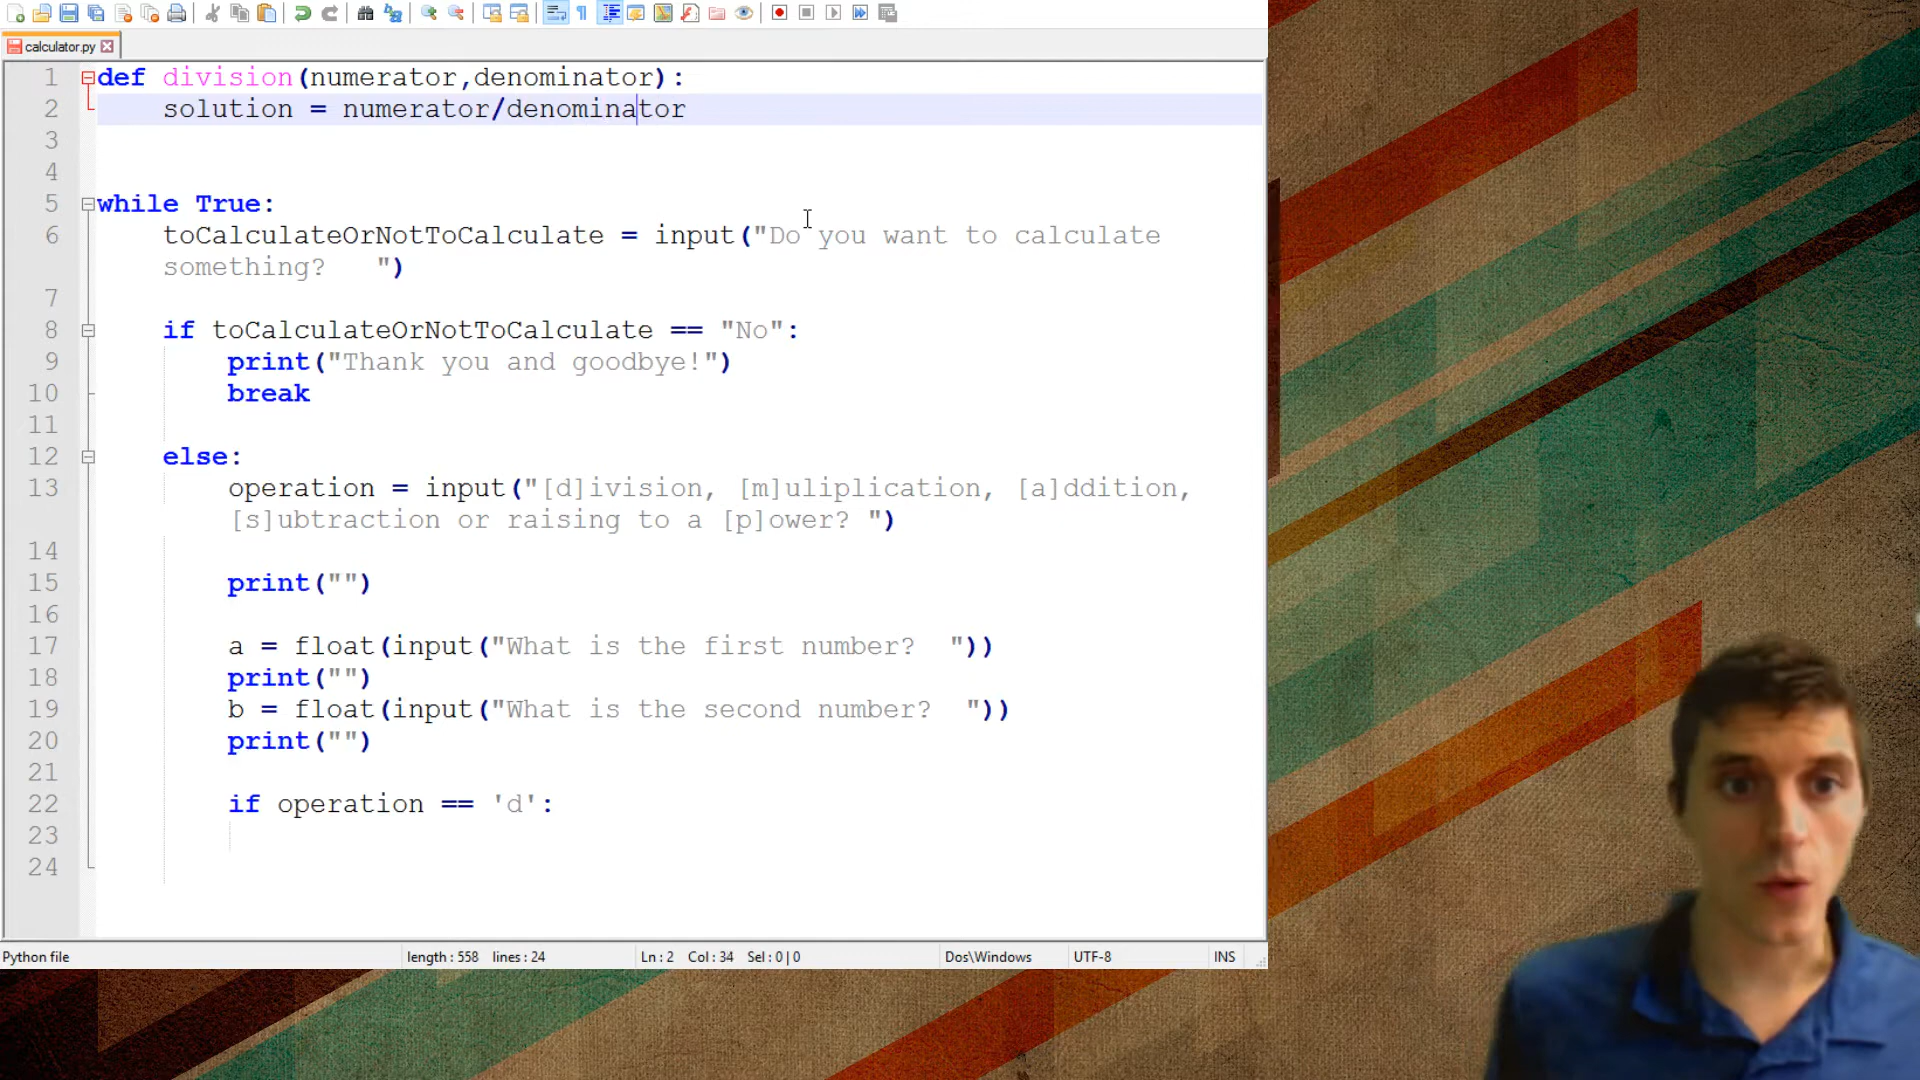 calculator.py
1 def division(numerator,denominator):
2 solution = numerator/denominator
3
4
5 while True:
6 toCalculateOrNotToCalculate = input("Do you want to calculate
something?   ")
7
8 if toCalculateOrNotToCalculate == "No":
9 print("Thank you and goodbye!")
10 break
11
12 else:
13 operation = input("[d]ivision, [m]uliplication, [a]ddition,
[s]ubtraction or raising to a [p]ower? ")
14
15 print("")
16
17 a = float(input("What is the first number?  "))
18 print("")
19 b = float(input("What is the second number?  "))
20 print("")
21
22 if operation == 'd':
23
24
Python file length : 558 lines : 24 Ln : 2 Col : 34 Sel : 0 | 0 Dos\Windows UTF-8 INS